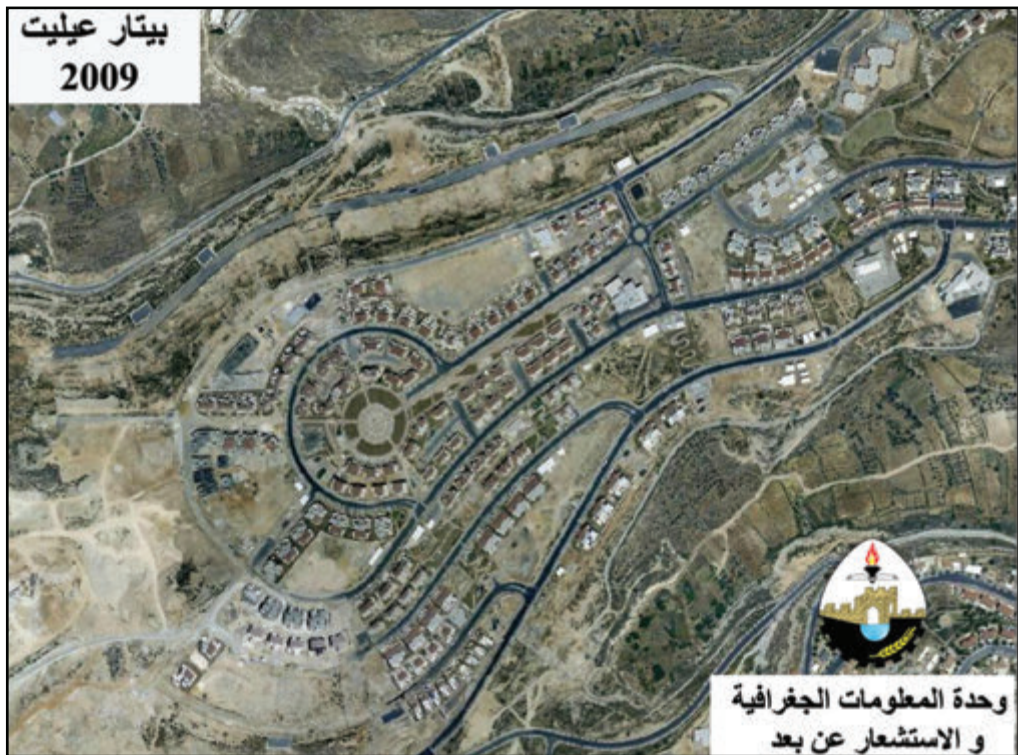 بيتار عيليت
2009
وحدة المعلومات الجغرافية
و الاستشعار عن بعد